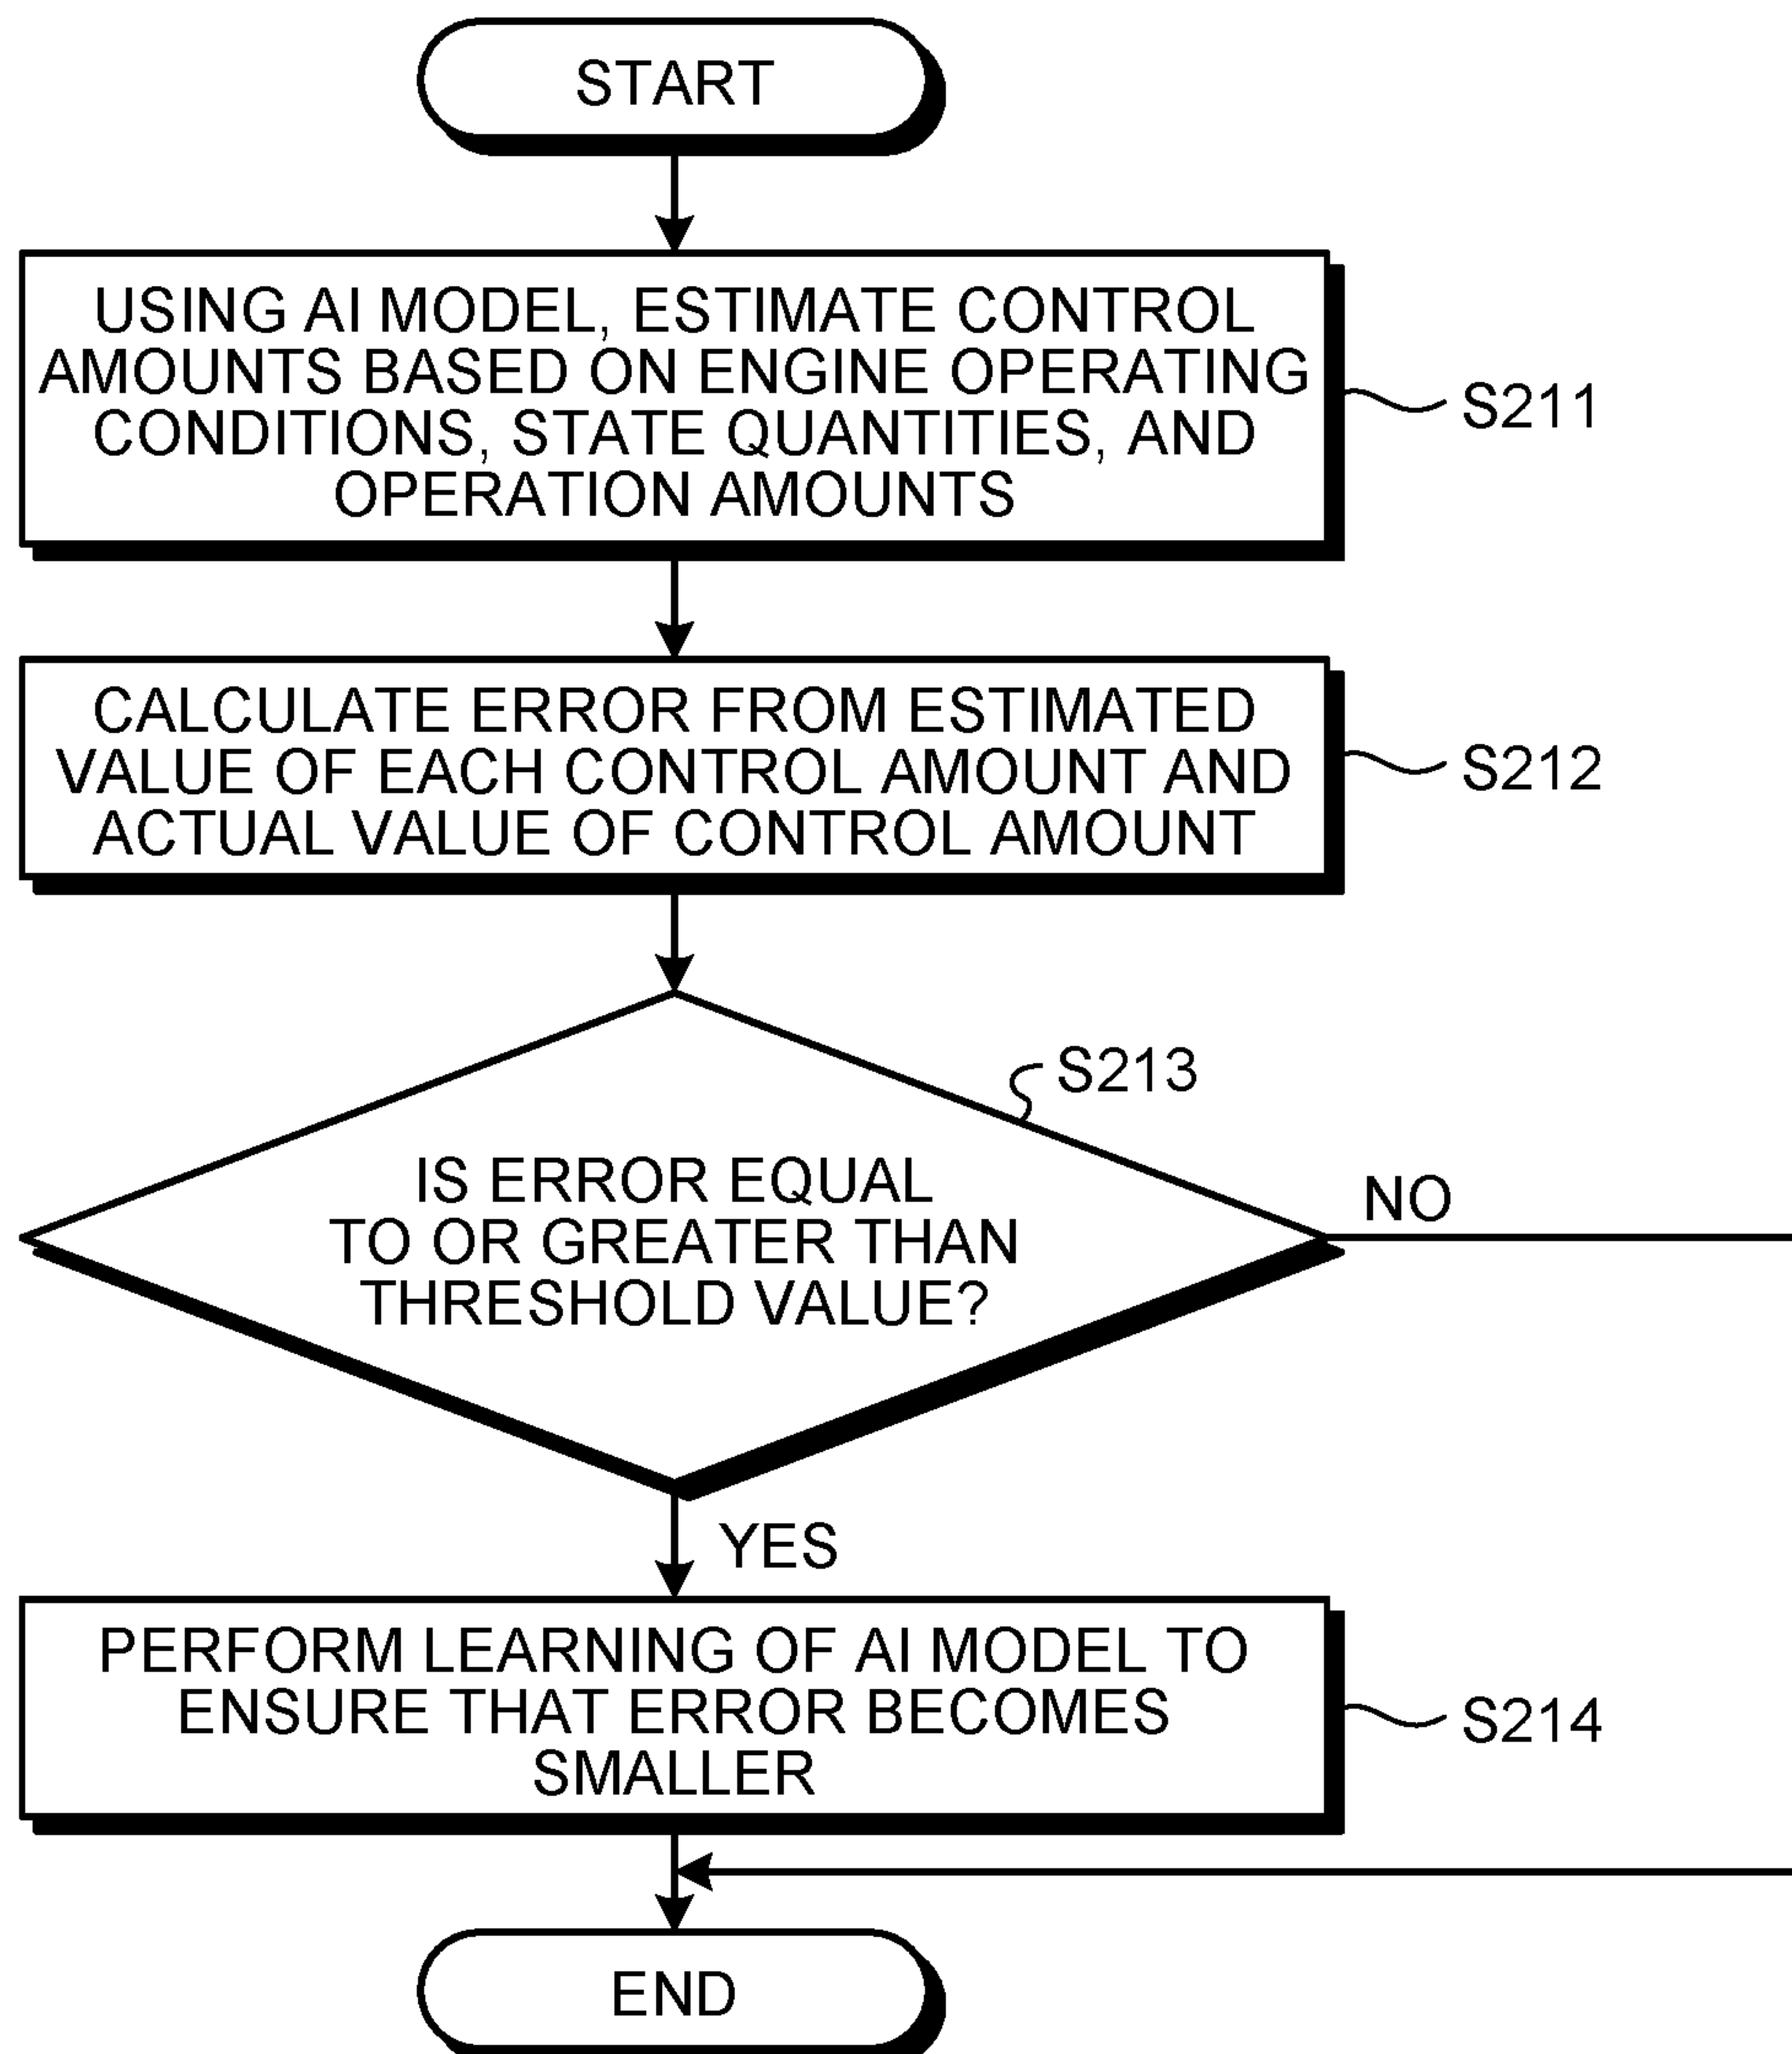 START
USING AI MODEL, ESTIMATE CONTROL
AMOUNTS BASED ON ENGINE OPERATING
CONDITIONS, STATE QUANTITIES, AND
OPERATION AMOUNTS
S211
CALCULATE ERROR FROM ESTIMATED
VALUE OF EACH CONTROL AMOUNT AND
ACTUAL VALUE OF CONTROL AMOUNT
S212
S213
IS ERROR EQUAL
TO OR GREATER THAN
THRESHOLD VALUE?
NO
YES
PERFORM LEARNING OF AI MODEL TO
ENSURE THAT ERROR BECOMES
SMALLER
S214
END